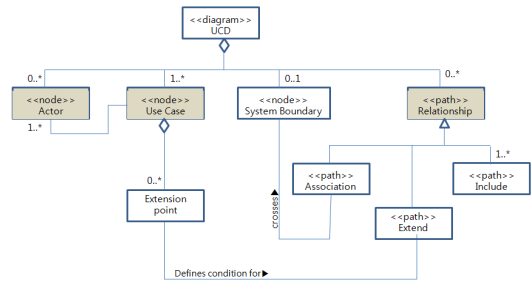 <<diagram>>
UCD
0..*
1..*
0..1
0..*
<<node>>
Actor
<<node>>
Use Case
<<node>>
System Boundary
<<path>>
Relationship
1..*
1..*
<<path>>
Association
<<path>>
Include
0..*
Extension
point
crosses▶
<<path>>
Extend
Defines condition for▶